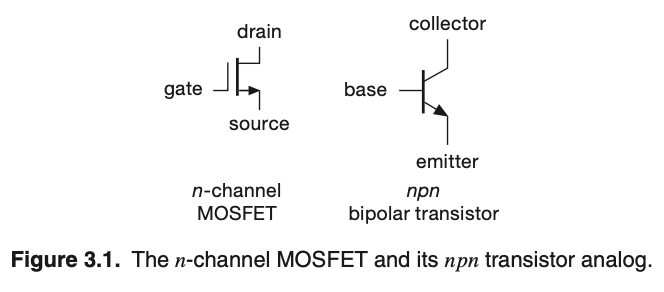 drain
collector
gate
base
source
emitter
n-channel
MOSFET
npn
bipolar transistor
Figure 3.1. The n-channel MOSFET and its npn transistor analog.